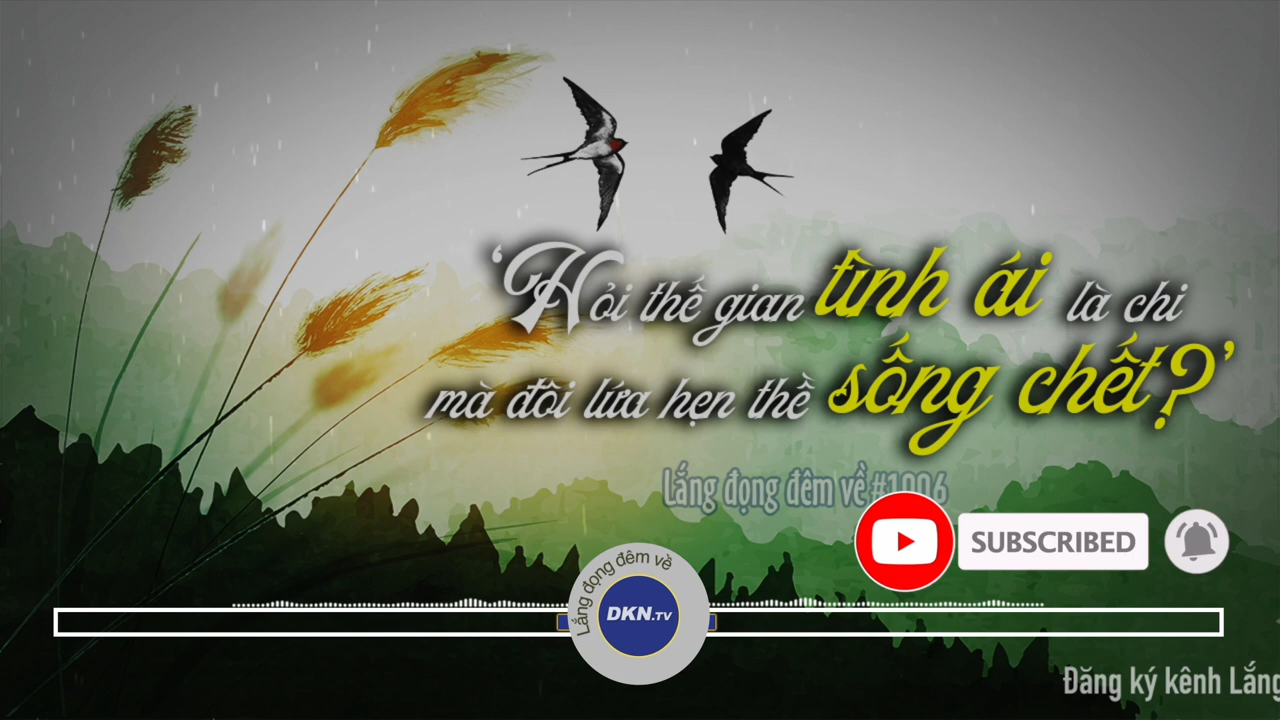 ‘Hỏi thế gian tình ái là chi
mà đôi lứa hẹn thề sống chết?’
lắng đọng đêm về #1006
SUBSCRIBED
Lắng đọng đêm về
DKN.TV
Đăng ký kênh Lắng